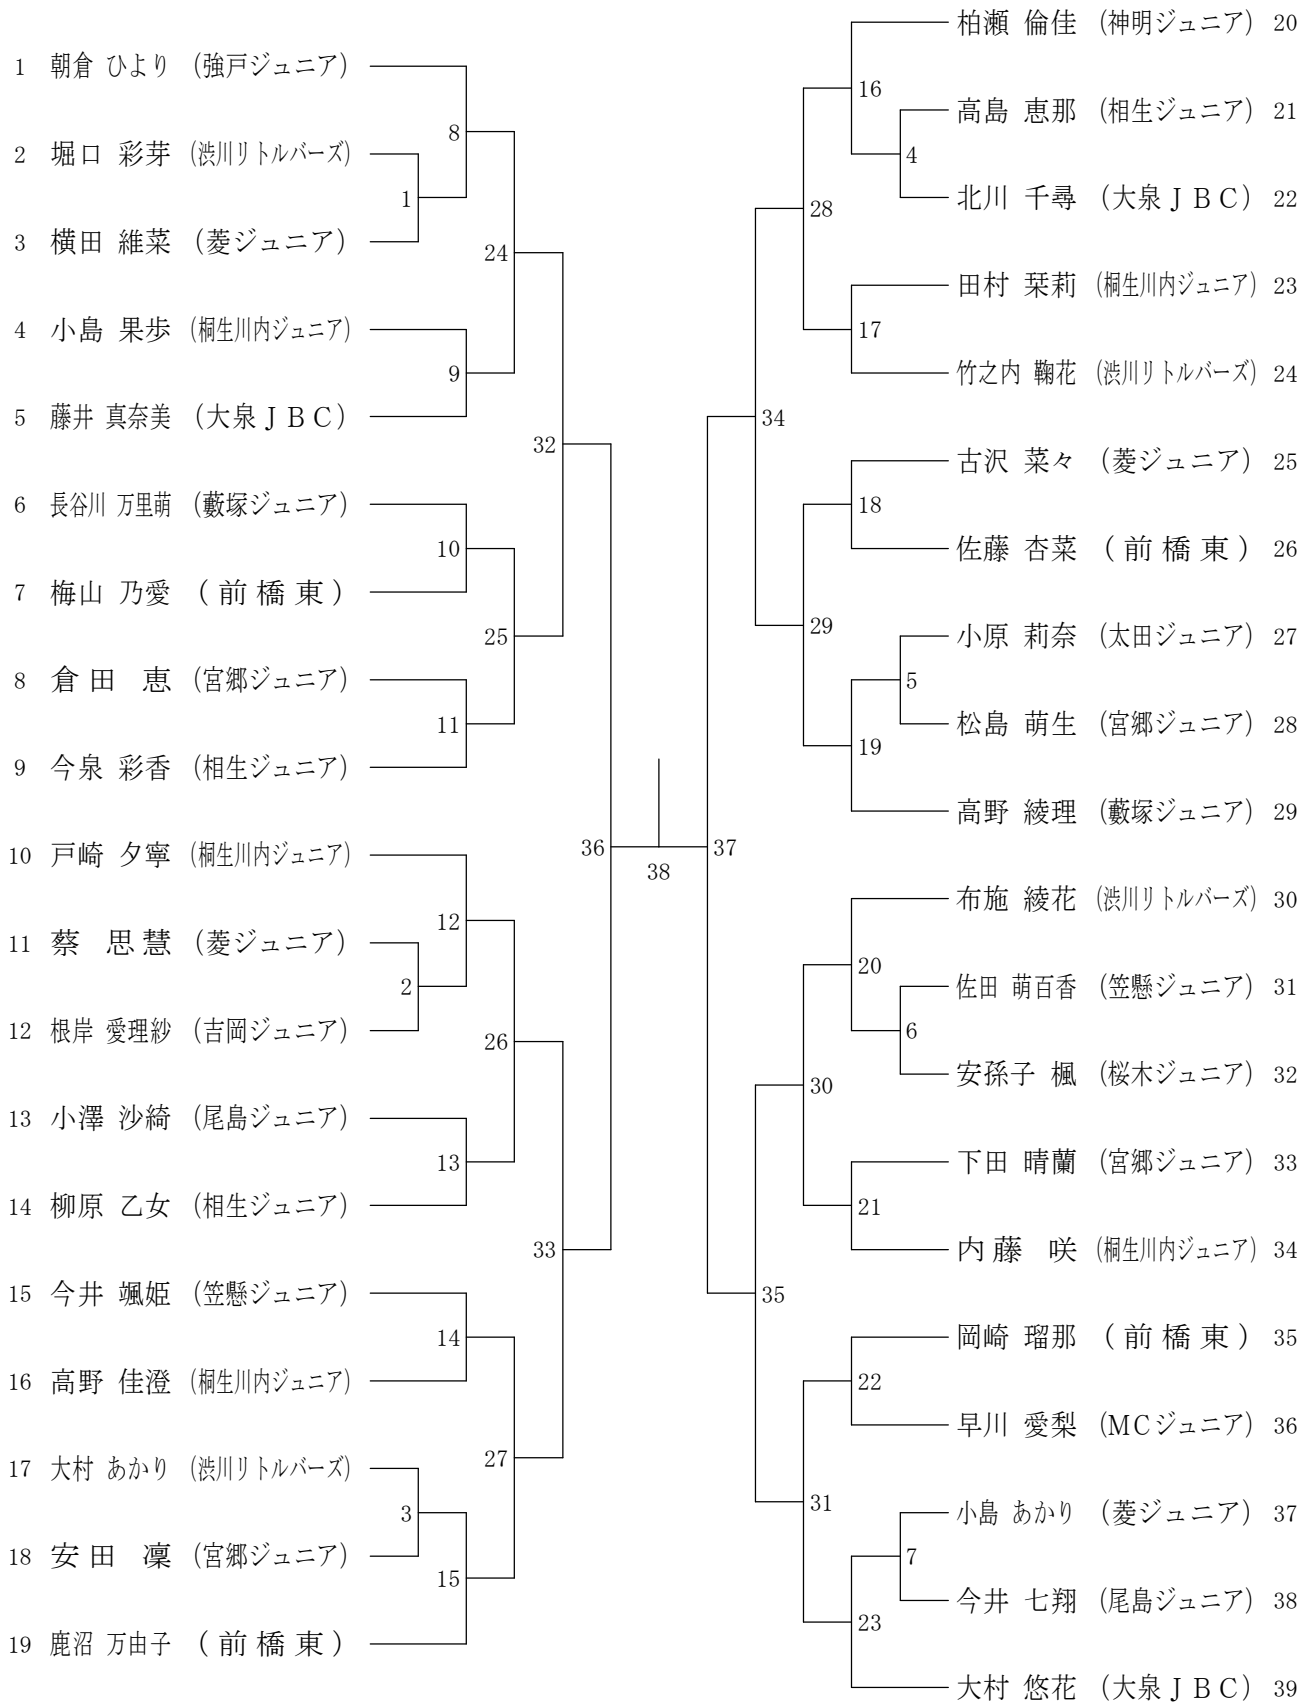 1 朝倉 ひより （強戸ジュニア）
2 堀口 彩芽 （渋川リトルバーズ）
3 横田 維菜 （菱ジュニア）
4 小島 果歩 （桐生川内ジュニア）
5 藤井 真奈美 （大泉ＪＢＣ）
6 長谷川 万里萌 （藪塚ジュニア）
7 梅山 乃愛 （前橋東）
8 倉田 恵 （宮郷ジュニア）
9 今泉 彩香 （相生ジュニア）
10 戸崎 夕寧 （桐生川内ジュニア）
11 蔡 思慧 （菱ジュニア）
12 根岸 愛理紗 （吉岡ジュニア）
13 小澤 沙綺 （尾島ジュニア）
14 柳原 乙女 （相生ジュニア）
15 今井 颯姫 （笠懸ジュニア）
16 高野 佳澄 （桐生川内ジュニア）
17 大村 あかり （渋川リトルバーズ）
18 安田 凜 （宮郷ジュニア）
19 鹿沼 万由子 （前橋東）
1
2
3
8
9
10
11
12
13
14
15
24
25
26
27
32
33
36
38
37
34
35
28
29
30
31
16
17
18
19
20
21
22
23
4
5
6
7
柏瀬 倫佳 （神明ジュニア） 20
高島 恵那 （相生ジュニア） 21
北川 千尋 （大泉ＪＢＣ） 22
田村 栞莉 （桐生川内ジュニア） 23
竹之内 鞠花 （渋川リトルバーズ） 24
古沢 菜々 （菱ジュニア） 25
佐藤 杏菜 （前橋東） 26
小原 莉奈 （太田ジュニア） 27
松島 萌生 （宮郷ジュニア） 28
高野 綾理 （藪塚ジュニア） 29
布施 綾花 （渋川リトルバーズ） 30
佐田 萌百香 （笠懸ジュニア） 31
安孫子 楓 （桜木ジュニア） 32
下田 晴蘭 （宮郷ジュニア） 33
内藤 咲 （桐生川内ジュニア） 34
岡崎 瑠那 （前橋東） 35
早川 愛梨 （MCジュニア） 36
小島 あかり （菱ジュニア） 37
今井 七翔 （尾島ジュニア） 38
大村 悠花 （大泉ＪＢＣ） 39